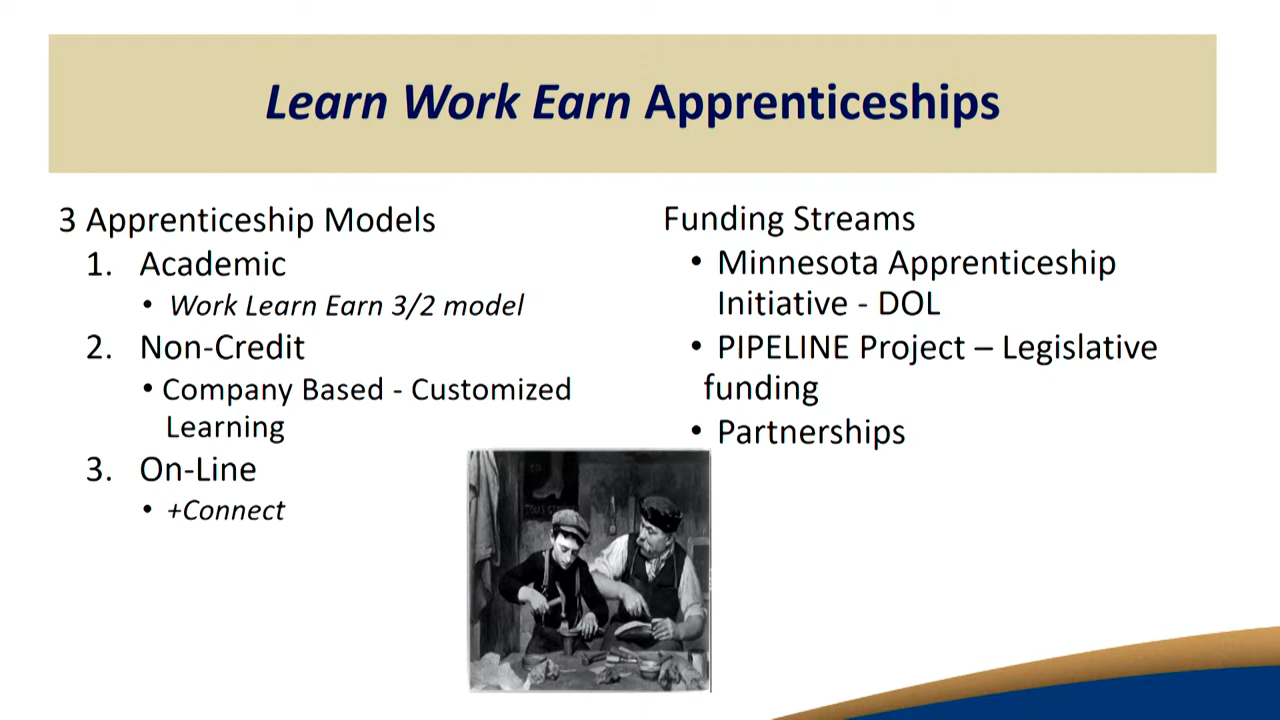 Learn Work Earn Apprenticeships
3 Apprenticeship Models
1. Academic
• Work Learn Earn 3/2 model
2. Non-Credit
• Company Based - Customized
Learning
3. On-Line
• +Connect
Funding Streams
• Minnesota Apprenticeship
Initiative - DOL
• PIPELINE Project – Legislative
funding
• Partnerships